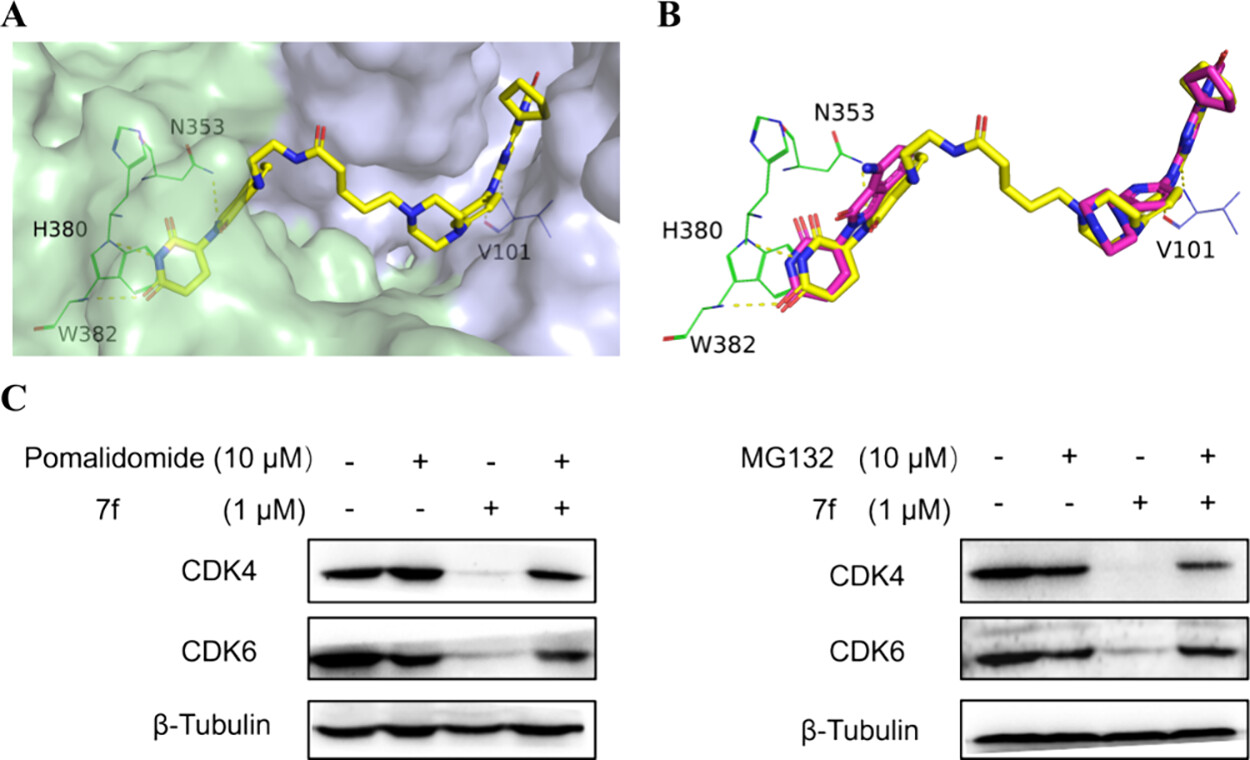 A
B
N353
H380
W382
V101
N353
H380
W382
V101
C
Pomalidomide (10 μM) - + - +
7f (1 μM) - - + +
CDK4
CDK6
β-Tubulin
MG132 (10 μM) - + - +
7f (1 μM) - - + +
CDK4
CDK6
β-Tubulin